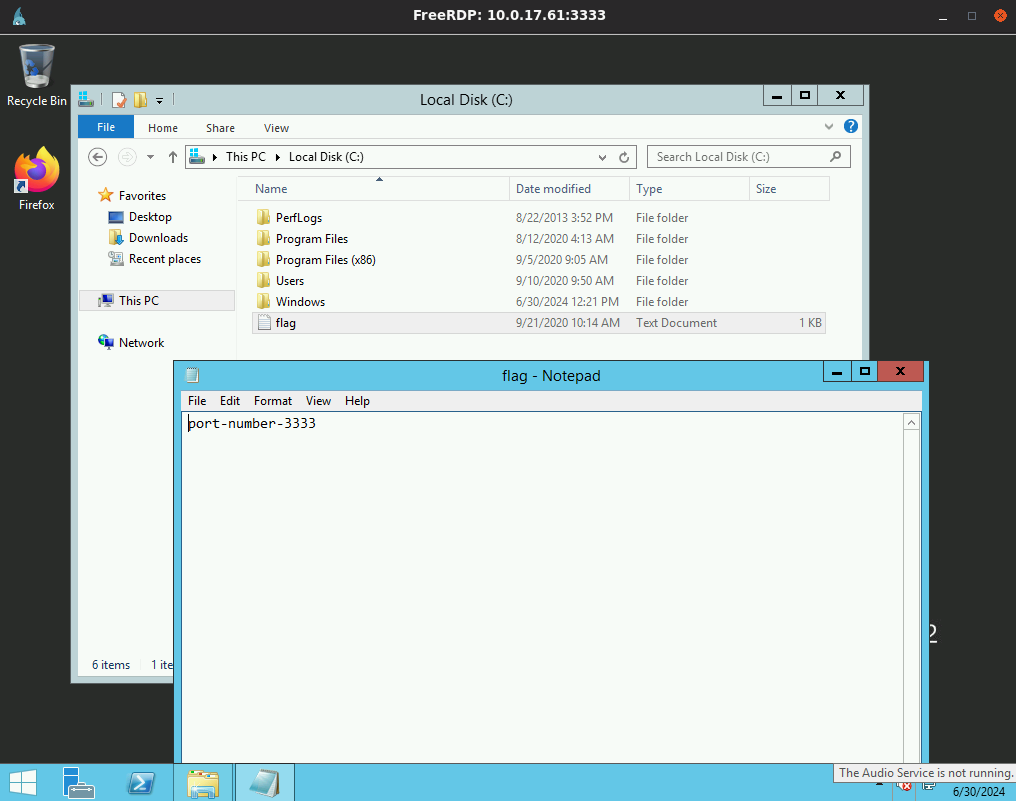 FreeRDP: 10.0.17.61:3333
Recycle Bin
Firefox
Local Disk (C:)
File Home Share View
This PC Local Disk (C:)
Search Local Disk (C:)
Favorites
Desktop
Downloads
Recent places
This PC
Network
Name Date modified Type Size
PerfLogs 8/22/2013 3:52 PM File folder
Program Files 8/12/2020 4:13 AM File folder
Program Files (x86) 9/5/2020 9:05 AM File folder
Users 9/10/2020 9:50 AM File folder
Windows 6/30/2024 12:21 PM File folder
flag 9/21/2020 10:14 AM Text Document 1 KB
flag - Notepad
File Edit Format View Help
port-number-3333
2
6 items 1 ite
The Audio Service is not running.
6/30/2024